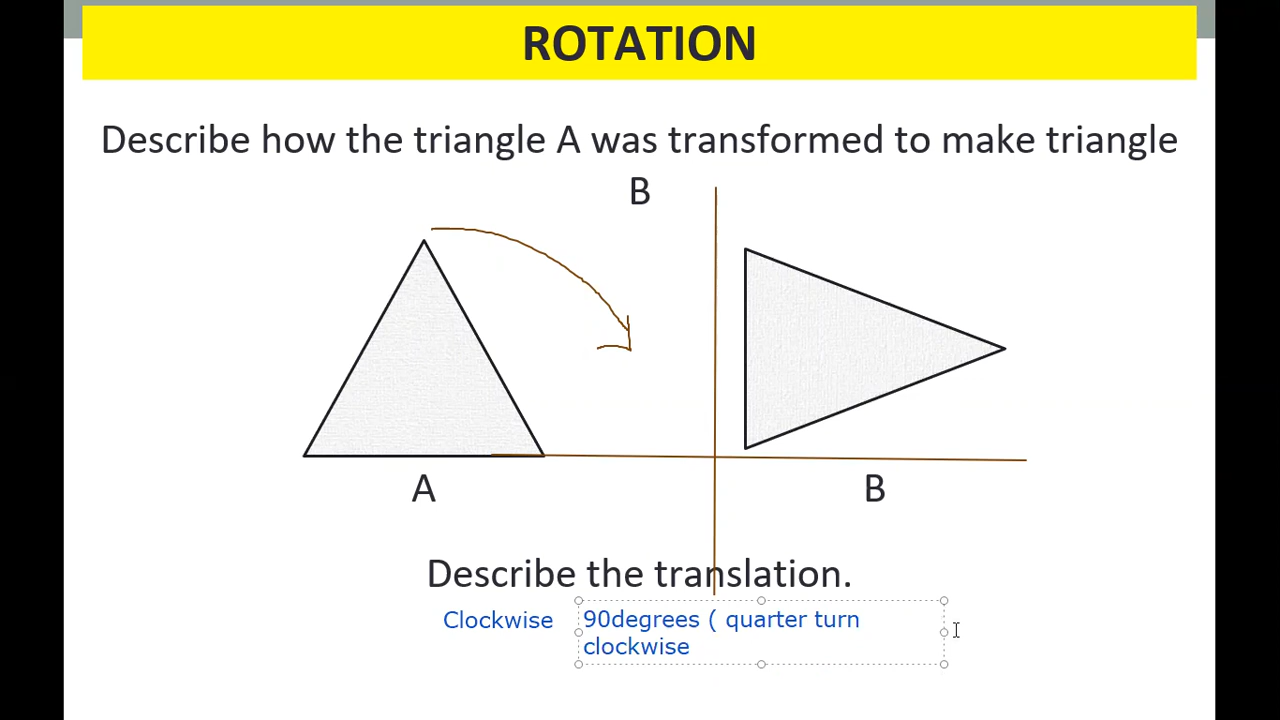 ROTATION
Describe how the triangle A was transformed to make triangle
B
A
B
Describe the translation.
Clockwise
90degrees ( quarter turn
clockwise